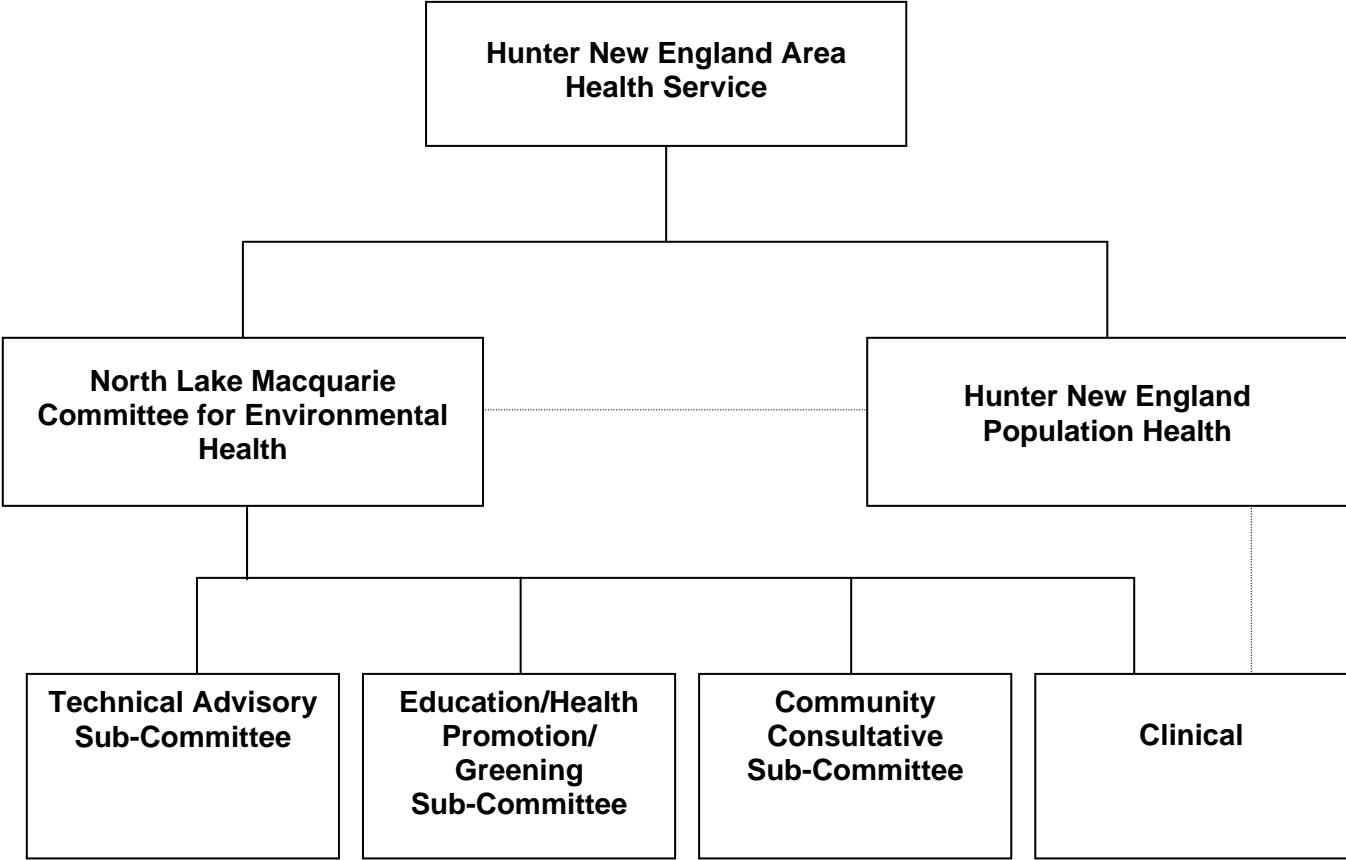 Hunter New England Area
Health Service
North Lake Macquarie
Committee for Environmental
Health
Hunter New England
Population Health
Technical Advisory
Sub-Committee
Education/Health
Promotion/
Greening
Sub-Committee
Community
Consultative
Sub-Committee
Clinical